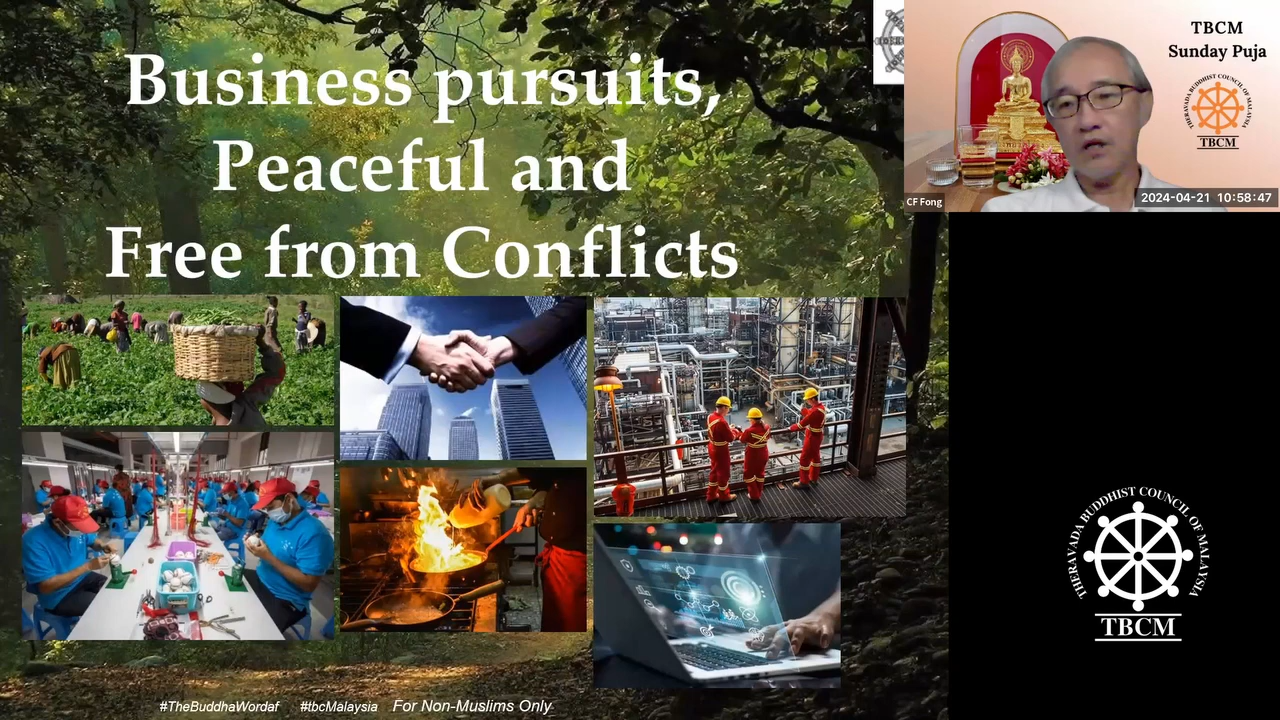 Business pursuits,
Peaceful and
Free from Conflicts
#TheBuddhaWordaf #tbcMalaysia For Non-Muslims Only
TBCM
Sunday Puja
THERAVADA BUDDHIST COUNCIL OF MALAYSIA
TBCM
CF Fong
2024-04-21 10:58:47
THERAVADA BUDDHIST COUNCIL OF MALAYSIA
TBCM